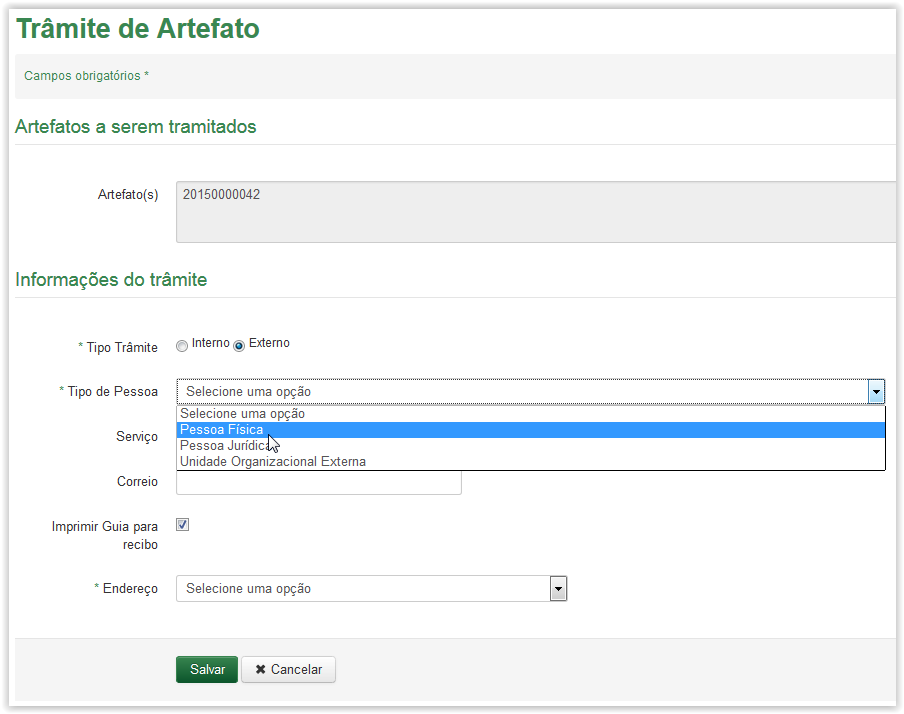 Trâmite de Artefato
Campos obrigatórios *
Artefatos a serem tramitados
Artefato(s)
20150000042
Informações do trâmite
* Tipo Trâmite
Interno
Externo
* Tipo de Pessoa
Selecione uma opção
Selecione uma opção
Pessoa Física
Pessoa Jurídica
Unidade Organizacional Externa
Serviço
Correio
Imprimir Guia para
recibo
* Endereço
Selecione uma opção
Salvar
✖ Cancelar